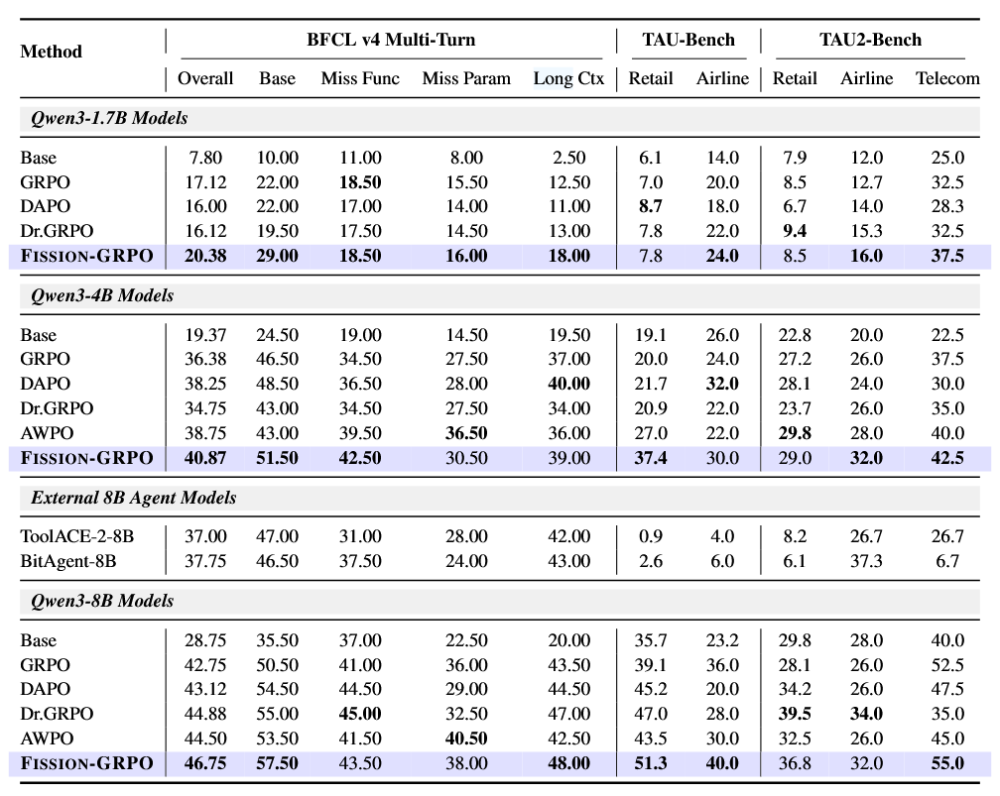 Method BFCL v4 Multi-Turn TAU-Bench TAU2-Bench
Overall Base Miss Func Miss Param Long Ctx Retail Airline Retail Airline Telecom
Qwen3-1.7B Models
Base 7.80 10.00 11.00 8.00 2.50 6.1 14.0 7.9 12.0 25.0
GRPO 17.12 22.00 18.50 15.50 12.50 7.0 20.0 8.5 12.7 32.5
DAPO 16.00 22.00 17.00 14.00 11.00 8.7 18.0 6.7 14.0 28.3
Dr.GRPO 16.12 19.50 17.50 14.50 13.00 7.8 22.0 9.4 15.3 32.5
FISSION-GRPO 20.38 29.00 18.50 16.00 18.00 7.8 24.0 8.5 16.0 37.5
Qwen3-4B Models
Base 19.37 24.50 19.00 14.50 19.50 19.1 26.0 22.8 20.0 22.5
GRPO 36.38 46.50 34.50 27.50 37.00 20.0 24.0 27.2 26.0 37.5
DAPO 38.25 48.50 36.50 28.00 40.00 21.7 32.0 28.1 24.0 30.0
Dr.GRPO 34.75 43.00 34.50 27.50 34.00 20.9 22.0 23.7 26.0 35.0
AWPO 38.75 43.00 39.50 36.50 36.00 27.0 22.0 29.8 28.0 40.0
FISSION-GRPO 40.87 51.50 42.50 30.50 39.00 37.4 30.0 29.0 32.0 42.5
External 8B Agent Models
ToolACE-2-8B 37.00 47.00 31.00 28.00 42.00 0.9 4.0 8.2 26.7 26.7
BitAgent-8B 37.75 46.50 37.50 24.00 43.00 2.6 6.0 6.1 37.3 6.7
Qwen3-8B Models
Base 28.75 35.50 37.00 22.50 20.00 35.7 23.2 29.8 28.0 40.0
GRPO 42.75 50.50 41.00 36.00 43.50 39.1 36.0 28.1 26.0 52.5
DAPO 43.12 54.50 44.50 29.00 44.50 45.2 20.0 34.2 26.0 47.5
Dr.GRPO 44.88 55.00 45.00 32.50 47.00 47.0 28.0 39.5 34.0 35.0
AWPO 44.50 53.50 41.50 40.50 42.50 43.5 30.0 32.5 26.0 45.0
FISSION-GRPO 46.75 57.50 43.50 38.00 48.00 51.3 40.0 36.8 32.0 55.0